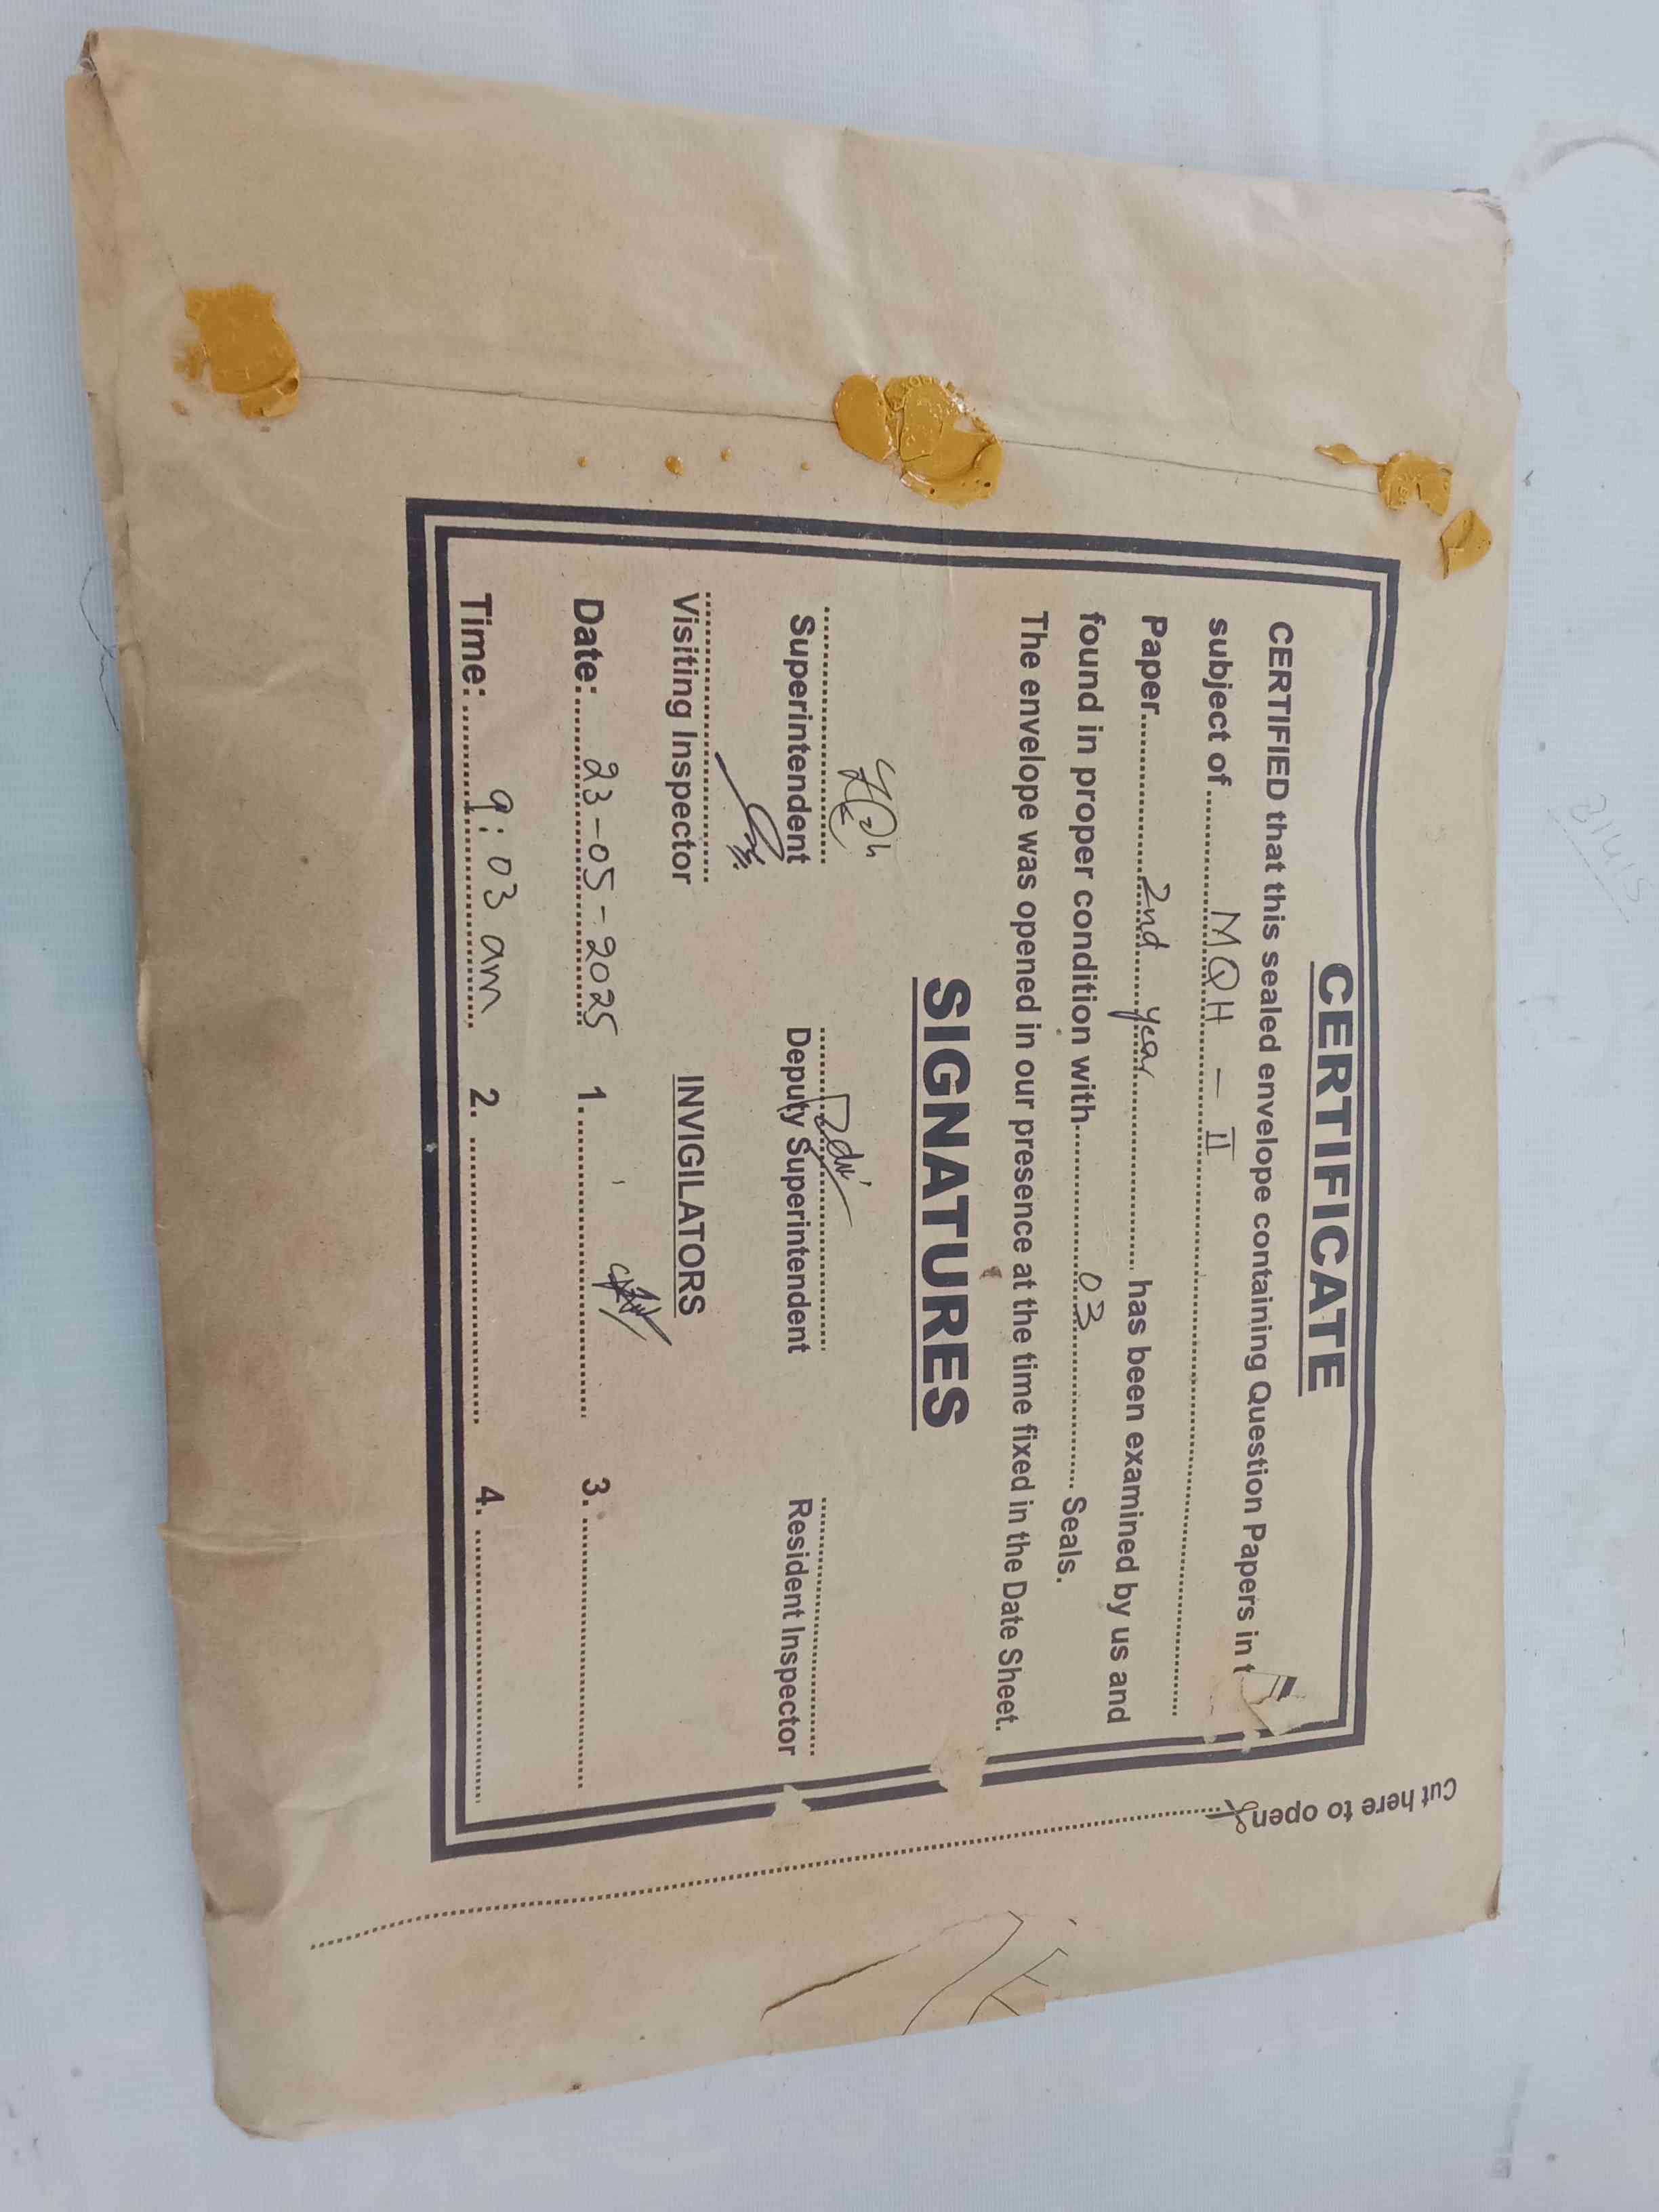 CERTIFICATE
CERTIFIED that this sealed envelope containing Question Papers in t
subject of ........ MQH - II ........
Paper ........ 2nd year ........ has been examined by us and
found in proper condition with ........ 03 ........ Seals.
The envelope was opened in our presence at the time fixed in the Date Sheet.
SIGNATURES
Superintendent Deputy Superintendent Resident Inspector
Visiting Inspector INVIGILATORS
Date: 23-05-2025 1. ........ 3. ........
Time: 9:03 am 2. ........ 4. ........
Cut here to open